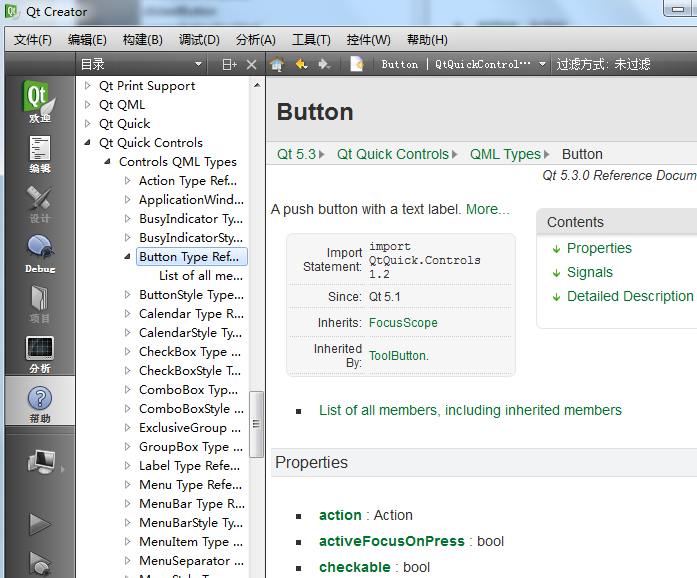 Qt Creator
文件(F) 编辑(E) 构建(B) 调试(D) 分析(A) 工具(T) 控件(W) 帮助(H)
目录
Button | QtQuickControl...
过滤方式: 未过滤
Qt
欢迎
编辑
设计
Debug
项目
分析
帮助
Qt Print Support
Qt QML
Qt Quick
Qt Quick Controls
Controls QML Types
Action Type Ref...
ApplicationWind...
BusyIndicator Ty...
BusyIndicatorSty...
Button Type Ref...
List of all me...
ButtonStyle Type...
Calendar Type R...
CalendarStyle Ty...
CheckBox Type ...
CheckBoxStyle T...
ComboBox Typ...
ComboBoxStyle ...
ExclusiveGroup ...
GroupBox Type ...
Label Type Refe...
Menu Type Refe...
MenuBar Type R...
MenuBarStyle Ty...
MenuItem Type ...
MenuSeparator ...
Button
Qt 5.3 Qt Quick Controls QML Types Button
Qt 5.3.0 Reference Docum
A push button with a text label. More...
Import Statement: import QtQuick.Controls 1.2
Since: Qt 5.1
Inherits: FocusScope
Inherited By: ToolButton.
Contents
Properties
Signals
Detailed Description
List of all members, including inherited members
Properties
action : Action
activeFocusOnPress : bool
checkable : bool